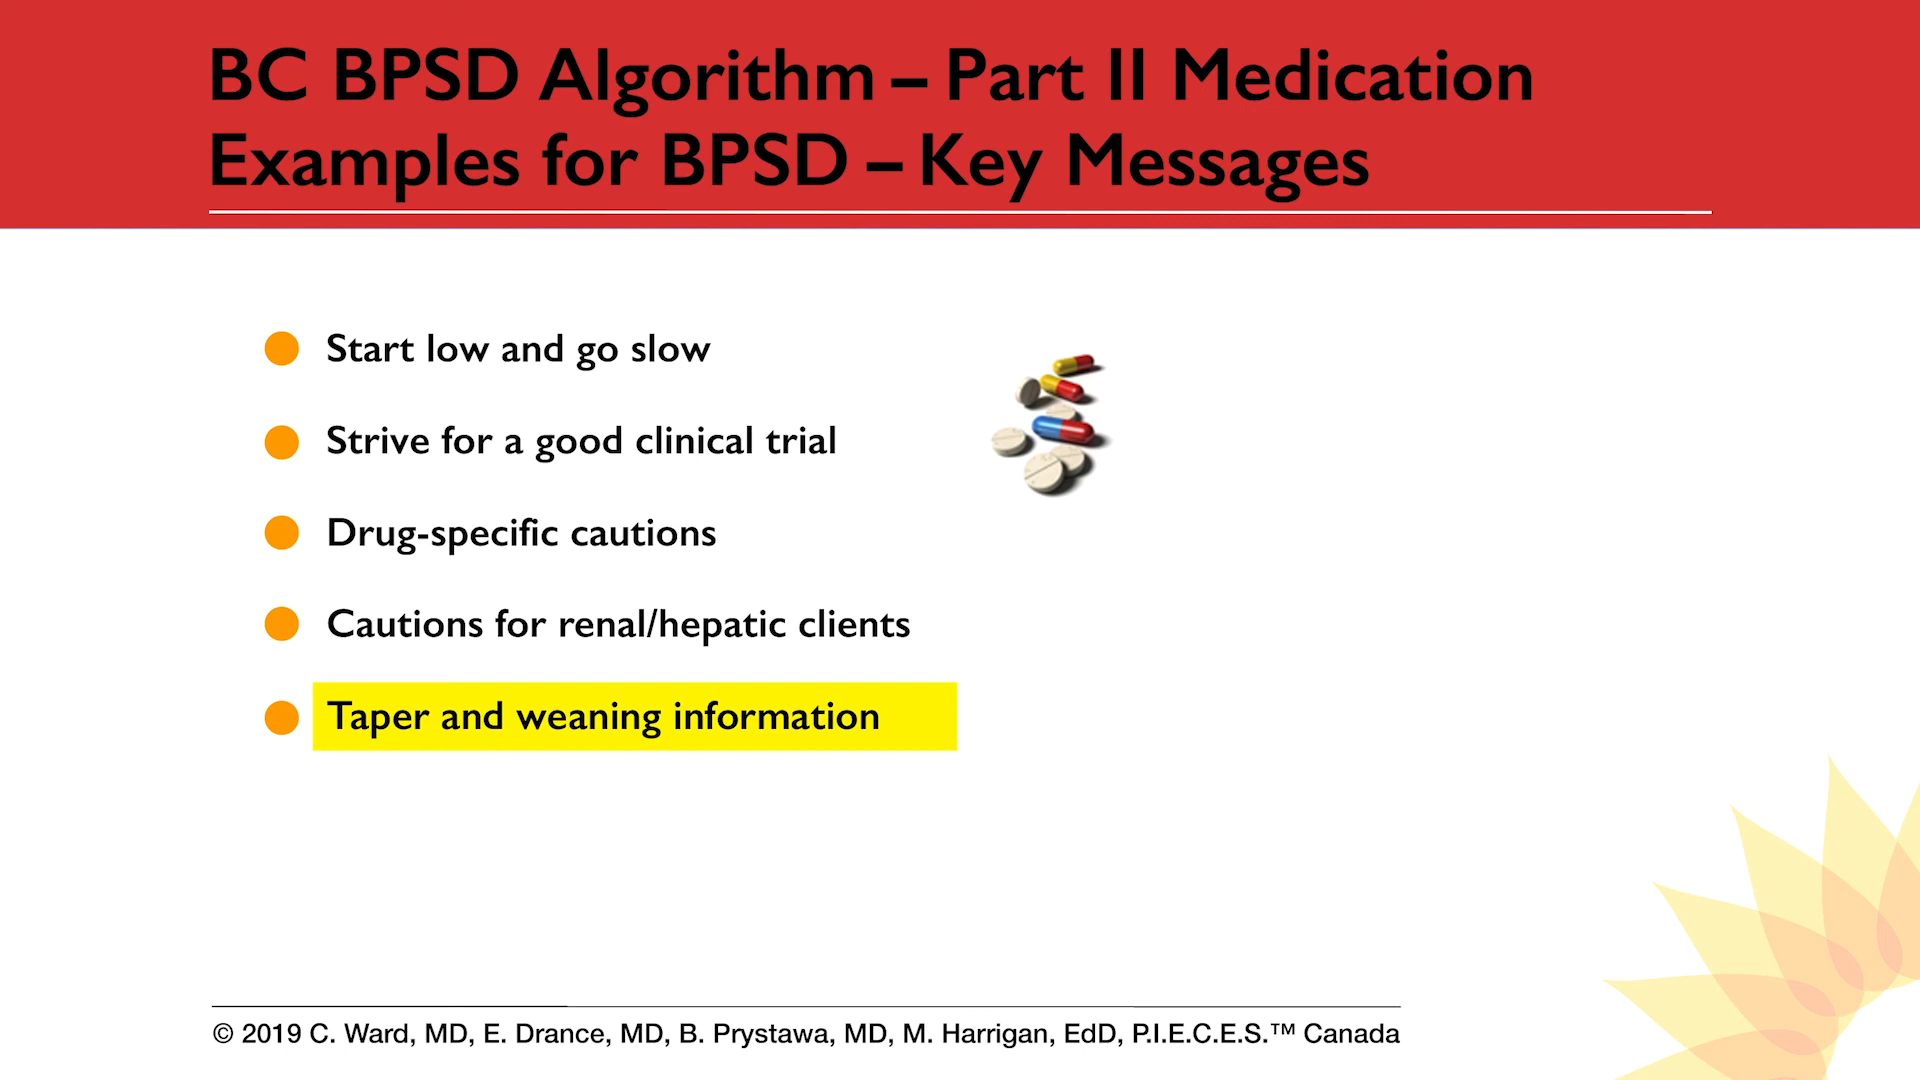 BC BPSD Algorithm – Part II Medication
Examples for BPSD – Key Messages
Start low and go slow
Strive for a good clinical trial
Drug-specific cautions
Cautions for renal/hepatic clients
Taper and weaning information
© 2019 C. Ward, MD, E. Drance, MD, B. Prystawa, MD, M. Harrigan, EdD, P.I.E.C.E.S.™ Canada